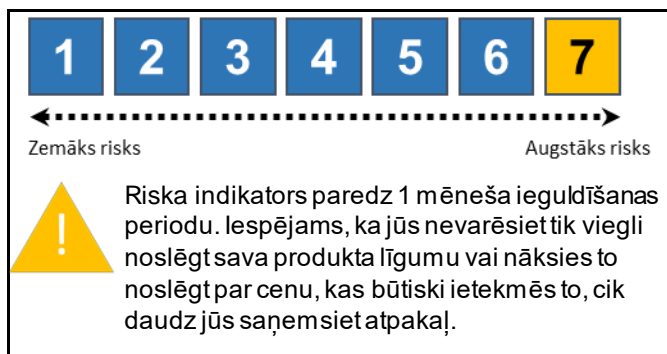 1 2 3 4 5 6 7
Zemāks risks Augstāks risks
! Riska indikators paredz 1 mēneša ieguldīšanas
periodu. Iespējams, ka jūs nevarēsiet tik viegli
noslēgt sava produkta līgumu vai nāksies to
noslēgt par cenu, kas būtiski ietekmēs to, cik
daudz jūs saņemsiet atpakaļ.